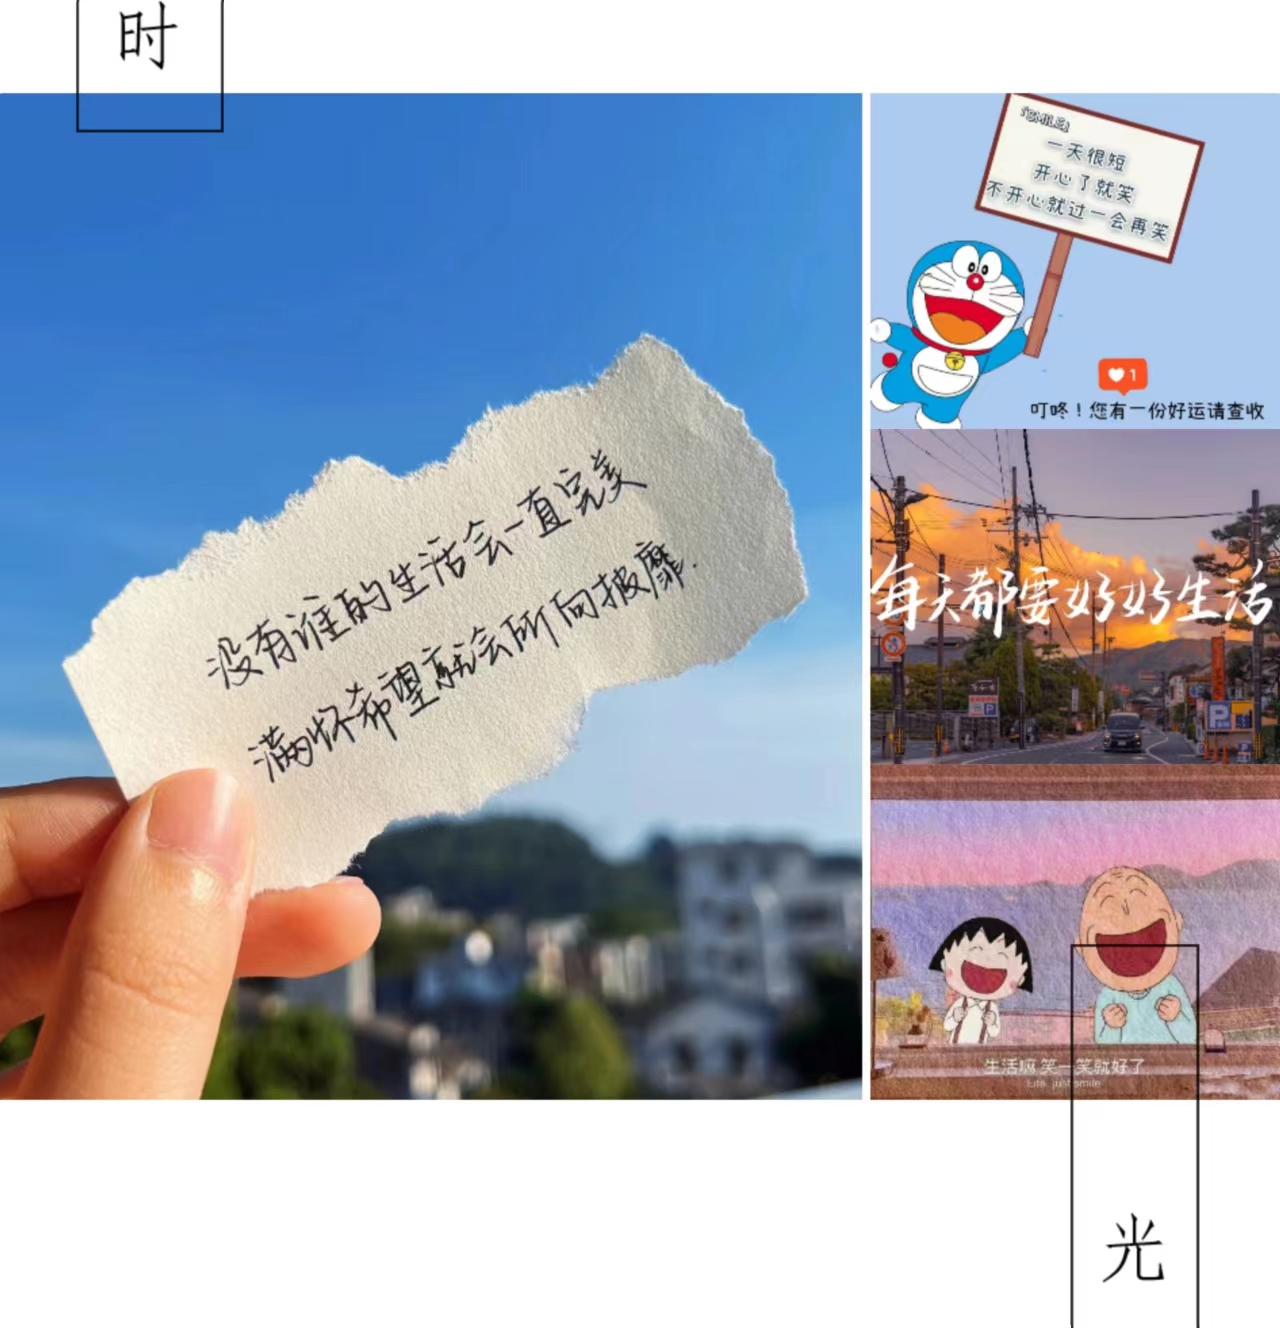 时
没有谁的生活会一直完美
满怀希望就会所向披靡.
「SMILE」
一天很短
开心了就笑
不开心就过一会再笑
1
叮咚！您有一份好运请查收
每天都要好好生活
P
生活嘛 笑一笑就好了
Life, just smile
光